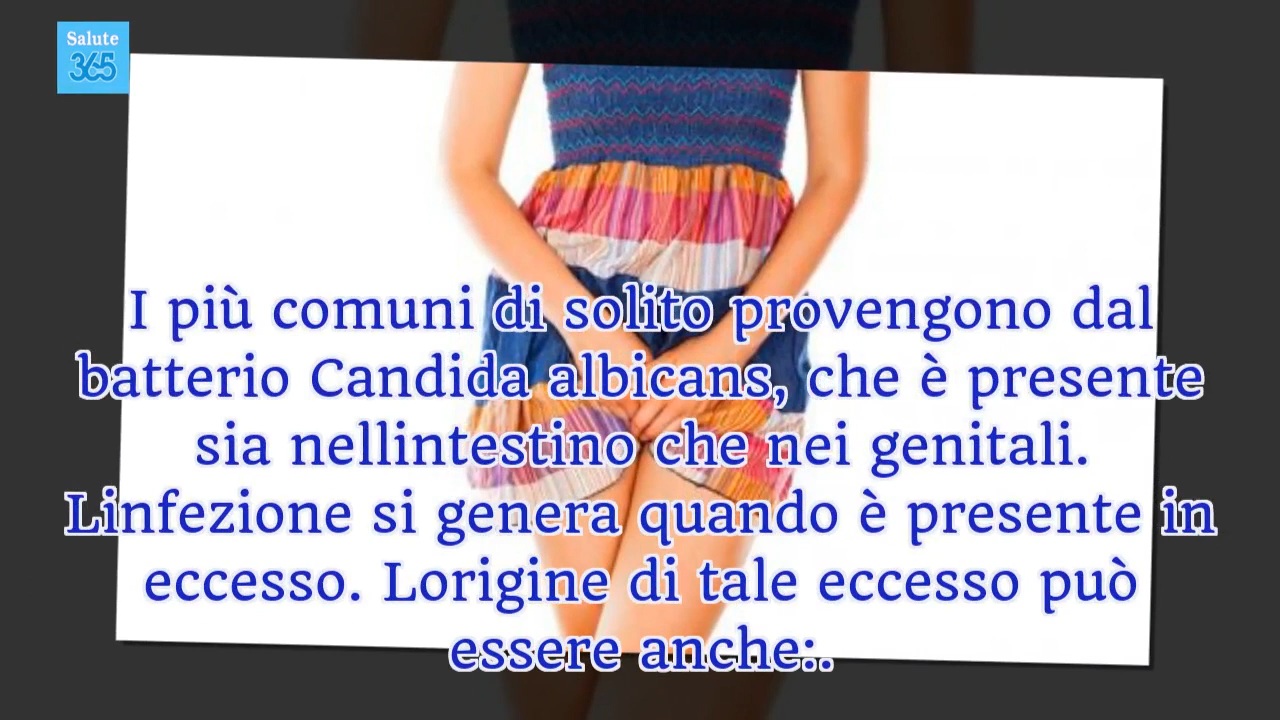 Salute
365
I più comuni di solito provengono dal
batterio Candida albicans, che è presente
sia nellintestino che nei genitali.
Linfezione si genera quando è presente in
eccesso. Lorigine di tale eccesso può
essere anche:.